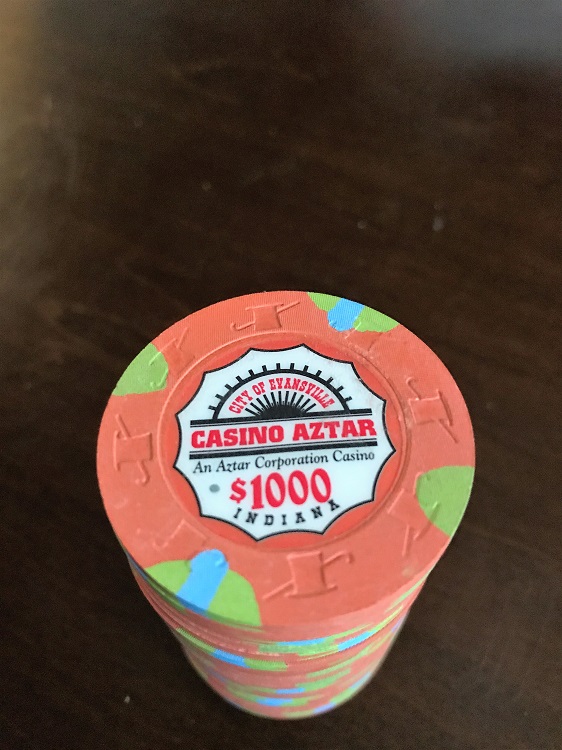 CITY OF EVANSVILLE
CASINO AZTAR
An Aztar Corporation Casino
$1000
INDIANA